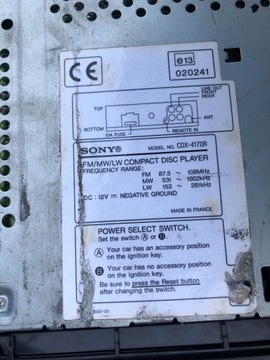 CE
e13
020241
LINE OUT
FRONT
REAR
TOP
ANT
BOTTOM
10A FUSE
REMOTE IN
SONY®
MODEL NO. CDX-4170R
FM/MW/LW COMPACT DISC PLAYER
FREQUENCY RANGE:
FM 87.5 ~ 108MHz
MW 531 ~ 1602kHz
LW 153 ~ 281kHz
DC : 12V NEGATIVE GROUND
POWER SELECT SWITCH.
Set the switch (Ⓐ or Ⓑ).
Ⓐ Your car has an accessory position
on the ignition key.
Ⓑ Your car has no accessory position
on the ignition key.
Be sure to press the Reset button
after changing the switch.